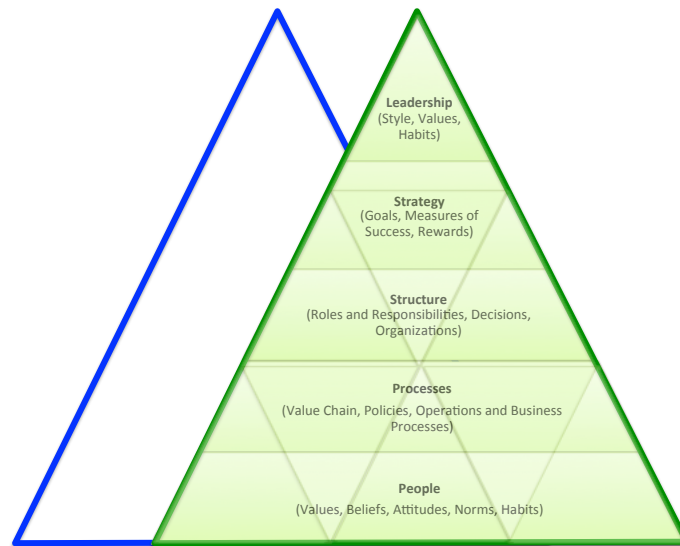 Leadership
(Style, Values,
Habits)
Strategy
(Goals, Measures of
Success, Rewards)
Structure
(Roles and Responsibilities, Decisions,
Organizations)
Processes
(Value Chain, Policies, Operations and Business
Processes)
People
(Values, Beliefs, Attitudes, Norms, Habits)